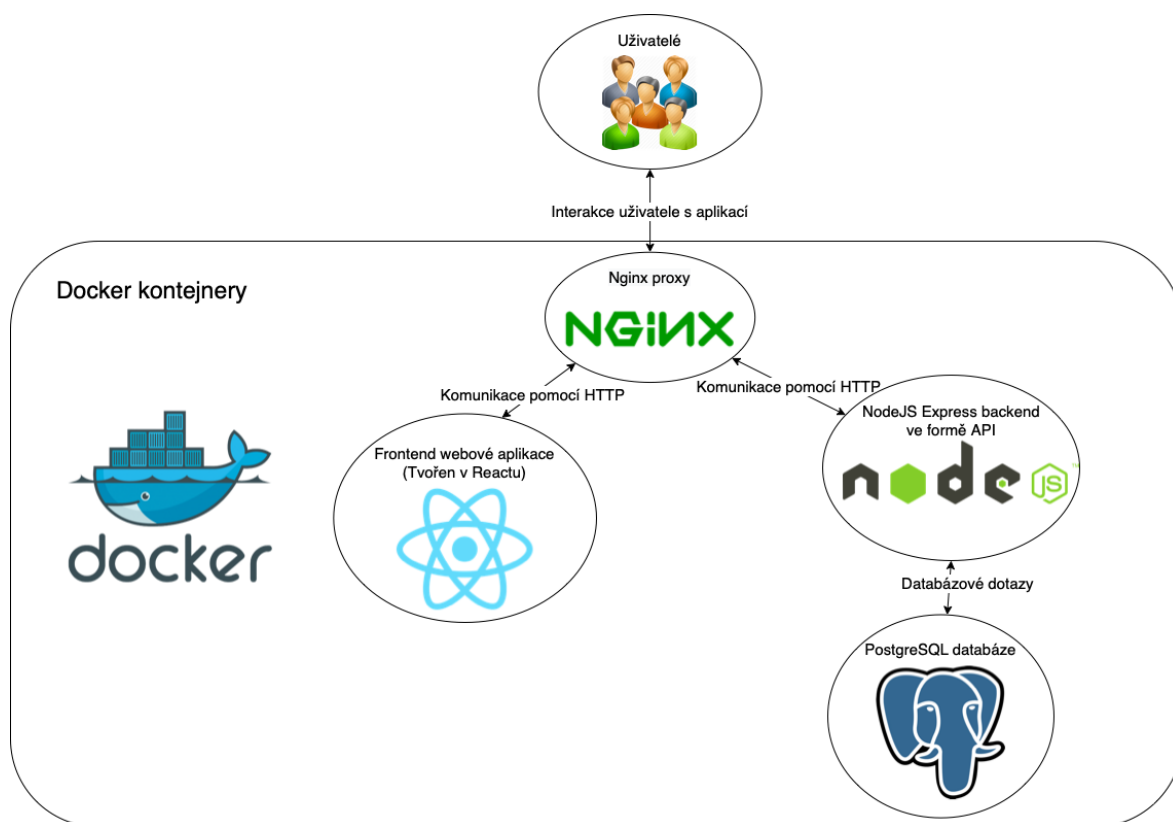 Uživatelé
Interakce uživatele s aplikací
Docker kontejnery
Nginx proxy
NGiNX
Komunikace pomocí HTTP
Komunikace pomocí HTTP
NodeJS Express backend
ve formě API
node
JS
TM
Frontend webové aplikace
(Tvořen v Reactu)
docker
Databázové dotazy
PostgreSQL databáze